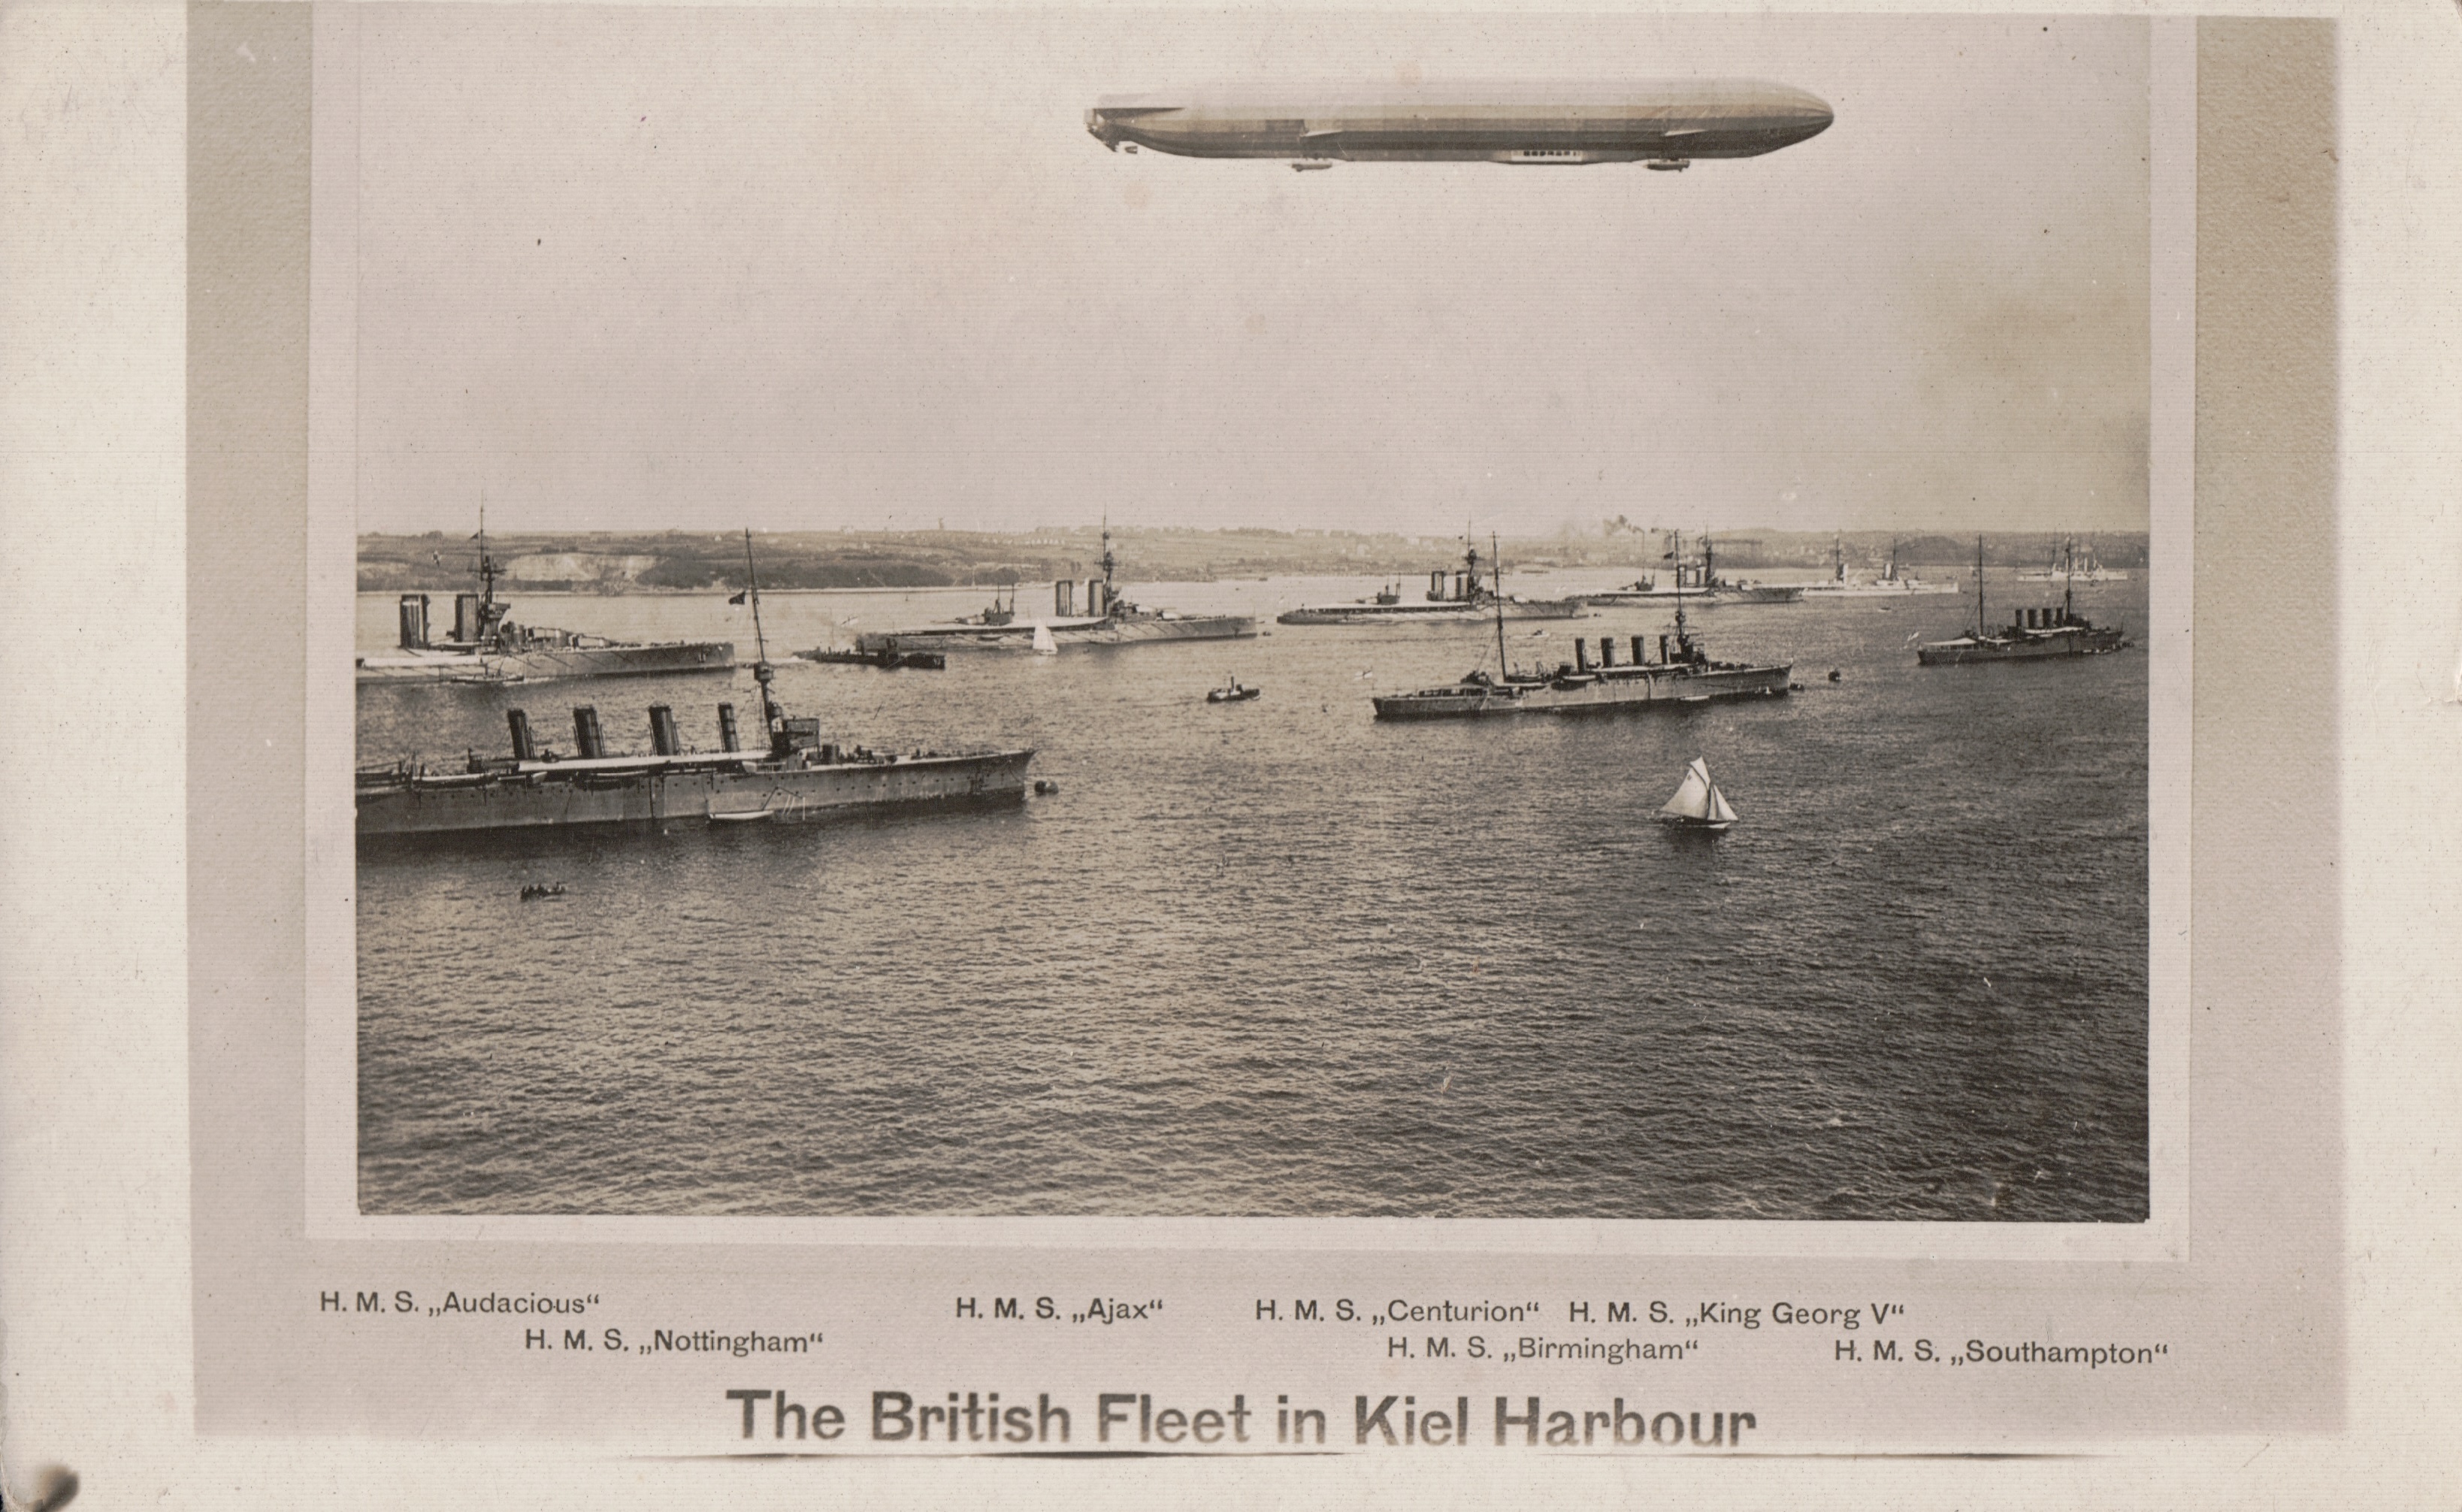 H. M. S. „Audacious“ H. M. S. „Ajax“ H. M. S. „Centurion“ H. M. S. „King Georg V“
H. M. S. „Nottingham“ H. M. S. „Birmingham“ H. M. S. „Southampton“
The British Fleet in Kiel Harbour